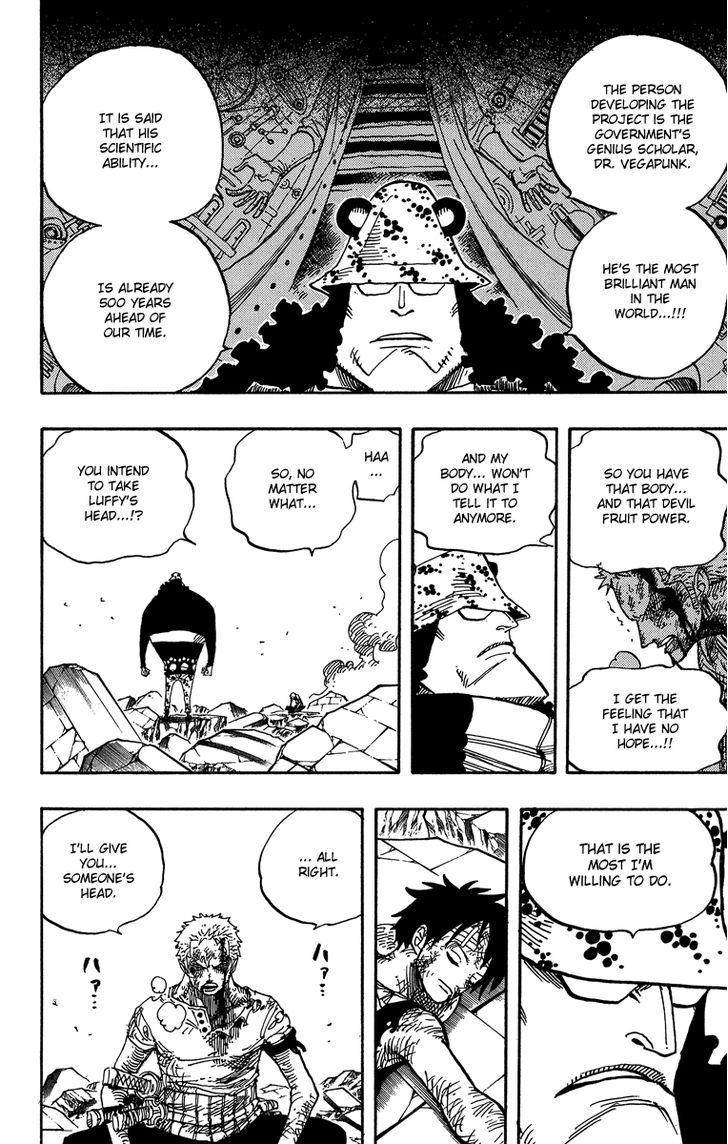 THE PERSON
DEVELOPING THE
PROJECT IS THE
GOVERNMENT'S
GENIUS SCHOLAR,
DR. VEGAPUNK.
HE'S THE MOST
BRILLIANT MAN
IN THE
WORLD...!!!
IT IS SAID
THAT HIS
SCIENTIFIC
ABILITY...
IS ALREADY
500 YEARS
AHEAD OF
OUR TIME.
SO YOU HAVE
THAT BODY...
AND THAT DEVIL
FRUIT POWER.
I GET THE
FEELING THAT
I HAVE NO
HOPE...!!
AND MY
BODY... WON'T
DO WHAT I
TELL IT TO
ANYMORE.
HAA
...
SO, NO
MATTER
WHAT...
YOU INTEND
TO TAKE
LUFFY'S
HEAD...!?
THAT IS THE
MOST I'M
WILLING TO DO.
... ALL
RIGHT.
I'LL GIVE
YOU...
SOMEONE'S
HEAD.
ハァ…
ハァ…